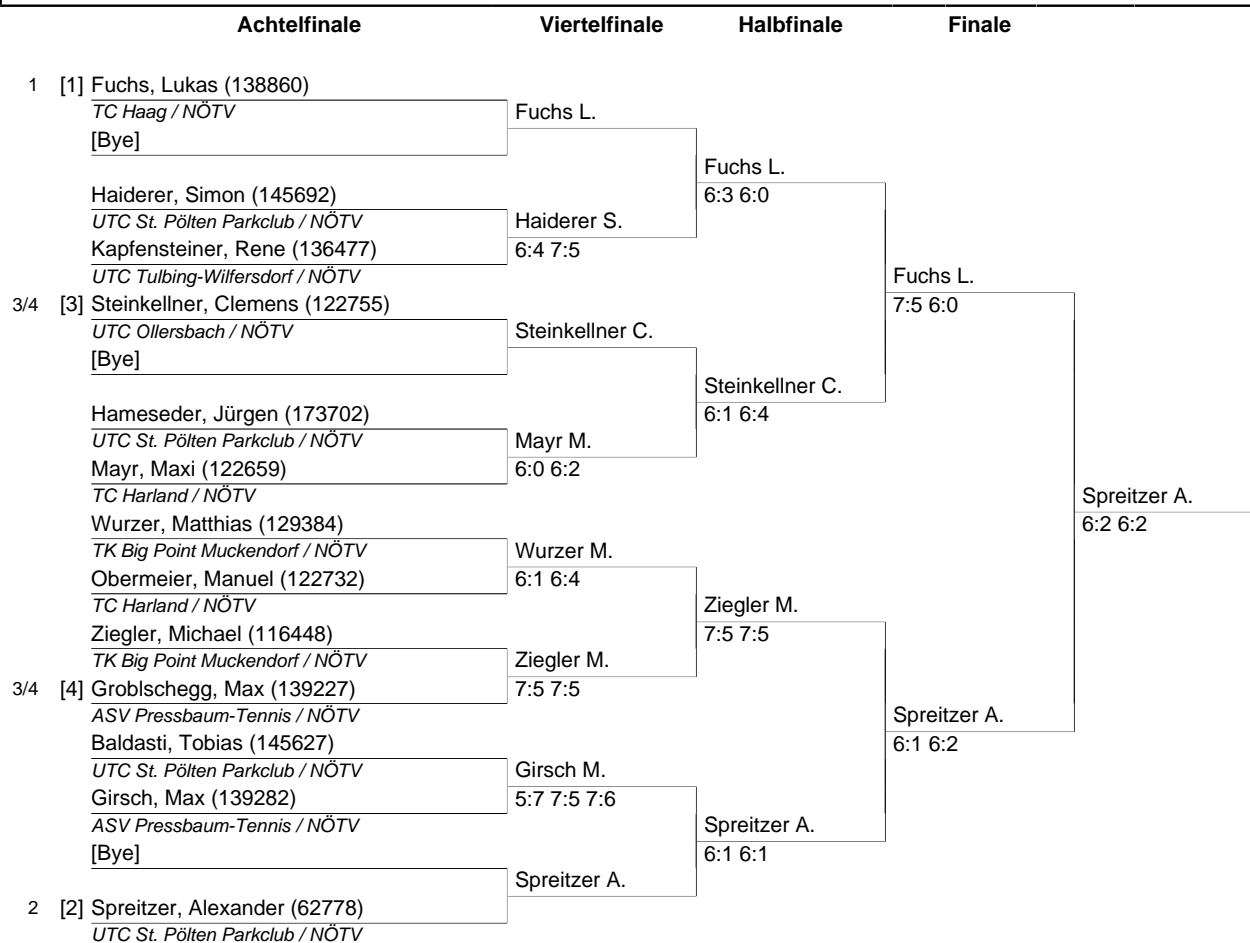 Achtelfinale Viertelfinale Halbfinale Finale
1 [1] Fuchs, Lukas (138860)
TC Haag / NÖTV Fuchs L.
[Bye]
Fuchs L.
Haiderer, Simon (145692) 6:3 6:0
UTC St. Pölten Parkclub / NÖTV Haiderer S.
Kapfensteiner, Rene (136477) 6:4 7:5
UTC Tulbing-Wilfersdorf / NÖTV Fuchs L.
3/4 [3] Steinkellner, Clemens (122755) 7:5 6:0
UTC Ollersbach / NÖTV Steinkellner C.
[Bye]
Steinkellner C.
Hameseder, Jürgen (173702) 6:1 6:4
UTC St. Pölten Parkclub / NÖTV Mayr M.
Mayr, Maxi (122659) 6:0 6:2
TC Harland / NÖTV Spreitzer A.
Wurzer, Matthias (129384) 6:2 6:2
TK Big Point Muckendorf / NÖTV Wurzer M.
Obermeier, Manuel (122732) 6:1 6:4
TC Harland / NÖTV Ziegler M.
Ziegler, Michael (116448) 7:5 7:5
TK Big Point Muckendorf / NÖTV Ziegler M.
3/4 [4] Groblschegg, Max (139227) 7:5 7:5
ASV Pressbaum-Tennis / NÖTV Spreitzer A.
Baldasti, Tobias (145627) 6:1 6:2
UTC St. Pölten Parkclub / NÖTV Girsch M.
Girsch, Max (139282) 5:7 7:5 7:6
ASV Pressbaum-Tennis / NÖTV Spreitzer A.
[Bye] 6:1 6:1
Spreitzer A.
2 [2] Spreitzer, Alexander (62778)
UTC St. Pölten Parkclub / NÖTV